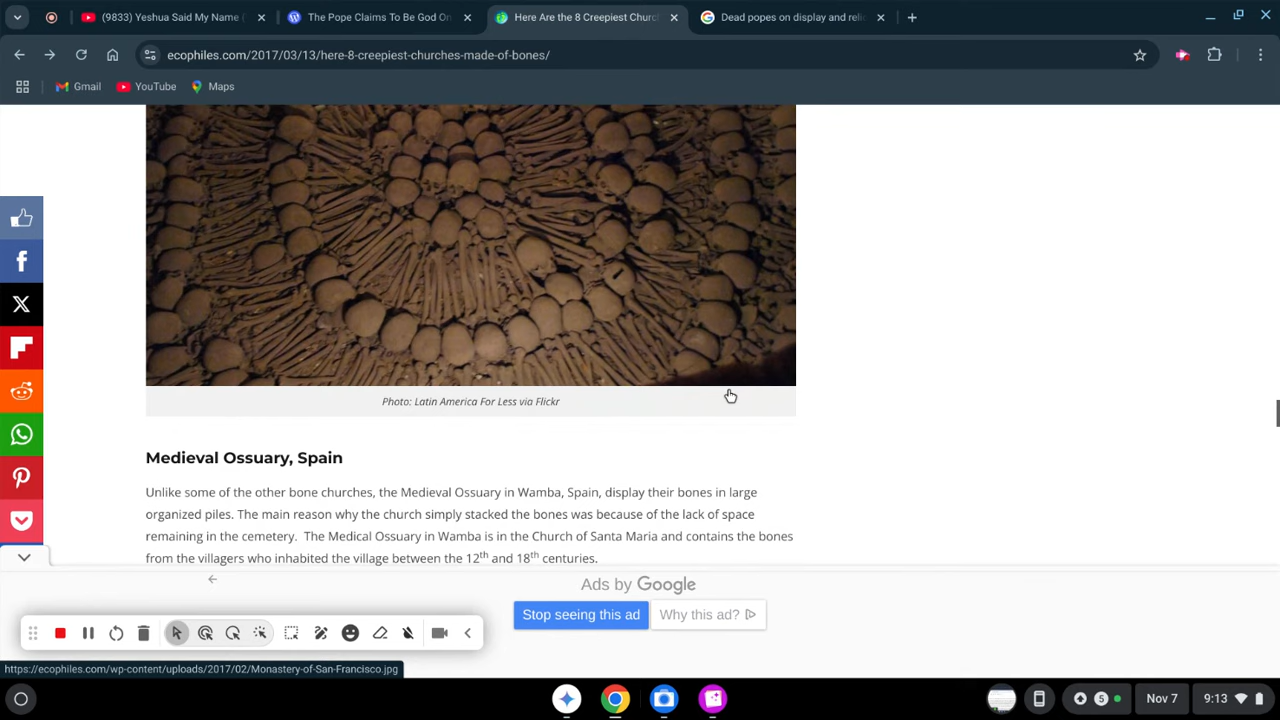 (9833) Yeshua Said My Name (
The Pope Claims To Be God On
Here Are the 8 Creepiest Churc
Dead popes on display and reli
ecophiles.com/2017/03/13/here-8-creepiest-churches-made-of-bones/
Gmail
YouTube
Maps
Photo: Latin America For Less via Flickr
Medieval Ossuary, Spain
Unlike some of the other bone churches, the Medieval Ossuary in Wamba, Spain, display their bones in large
organized piles. The main reason why the church simply stacked the bones was because of the lack of space
remaining in the cemetery. The Medical Ossuary in Wamba is in the Church of Santa Maria and contains the bones
from the villagers who inhabited the village between the 12th and 18th centuries.
Ads by Google
Stop seeing this ad
Why this ad?
https://ecophiles.com/wp-content/uploads/2017/02/Monastery-of-San-Francisco.jpg
5
Nov 7
9:13